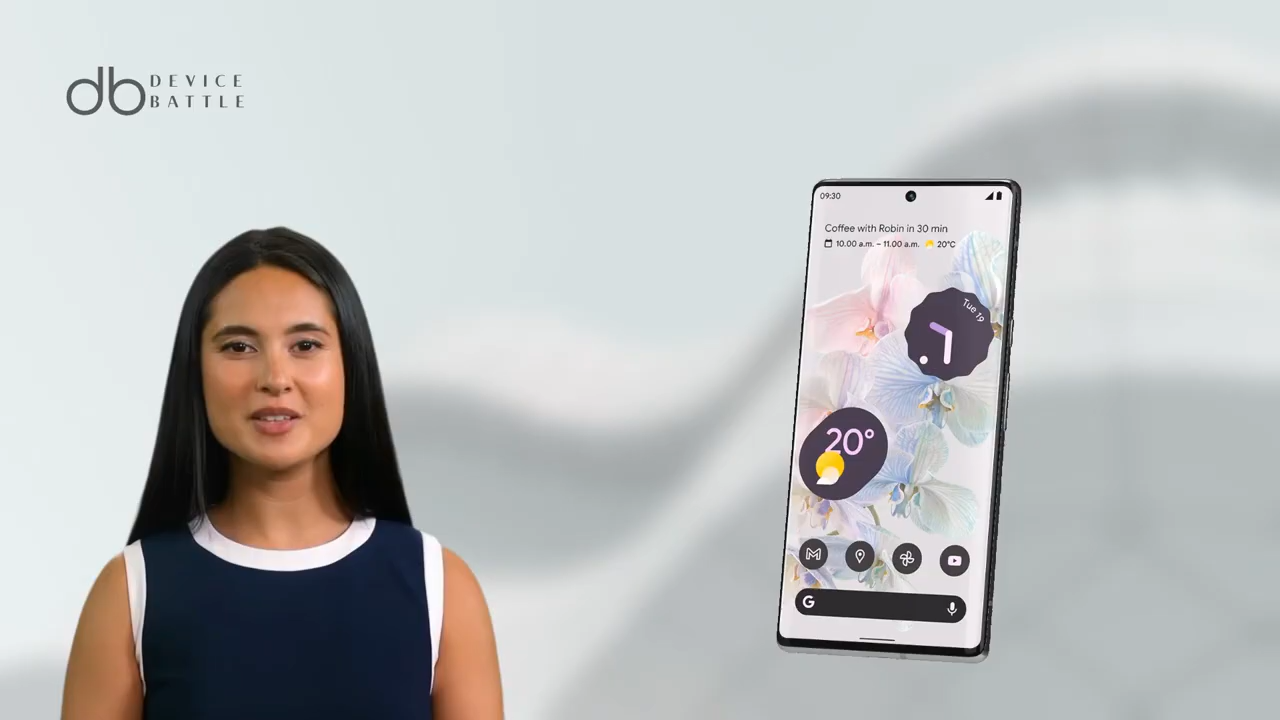 db DEVICE
BATTLE
09:30
Coffee with Robin in 30 min
10.00 a.m. – 11.00 a.m. 20°C
Tue 19
20°
G